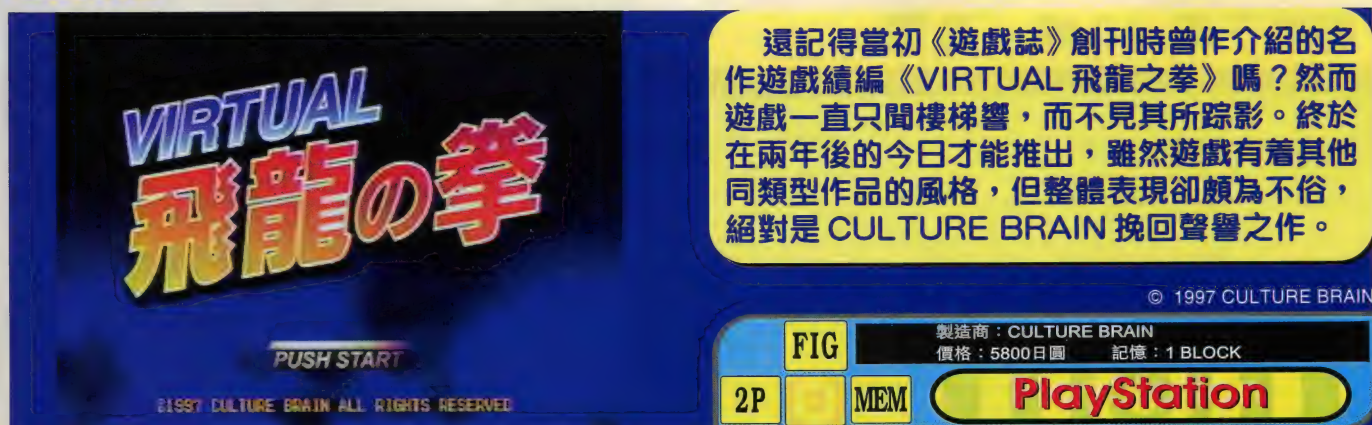 VIRTUAL
飛龍の拳
PUSH START
©1997 CULTURE BRAIN ALL RIGHTS RESERVED
還記得當初《遊戲誌》創刊時曾作介紹的名
作遊戲續編《VIRTUAL 飛龍之拳》嗎？然而
遊戲一直只聞樓梯響，而不見其所踪影。終於
在兩年後的今日才能推出，雖然遊戲有着其他
同類型作品的風格，但整體表現卻頗為不俗，
絕對是 CULTURE BRAIN 挽回聲譽之作。
© 1997 CULTURE BRAIN
FIG
製造商：CULTURE BRAIN
價格：5800日圓 記憶：1 BLOCK
2P
MEM
PlayStation